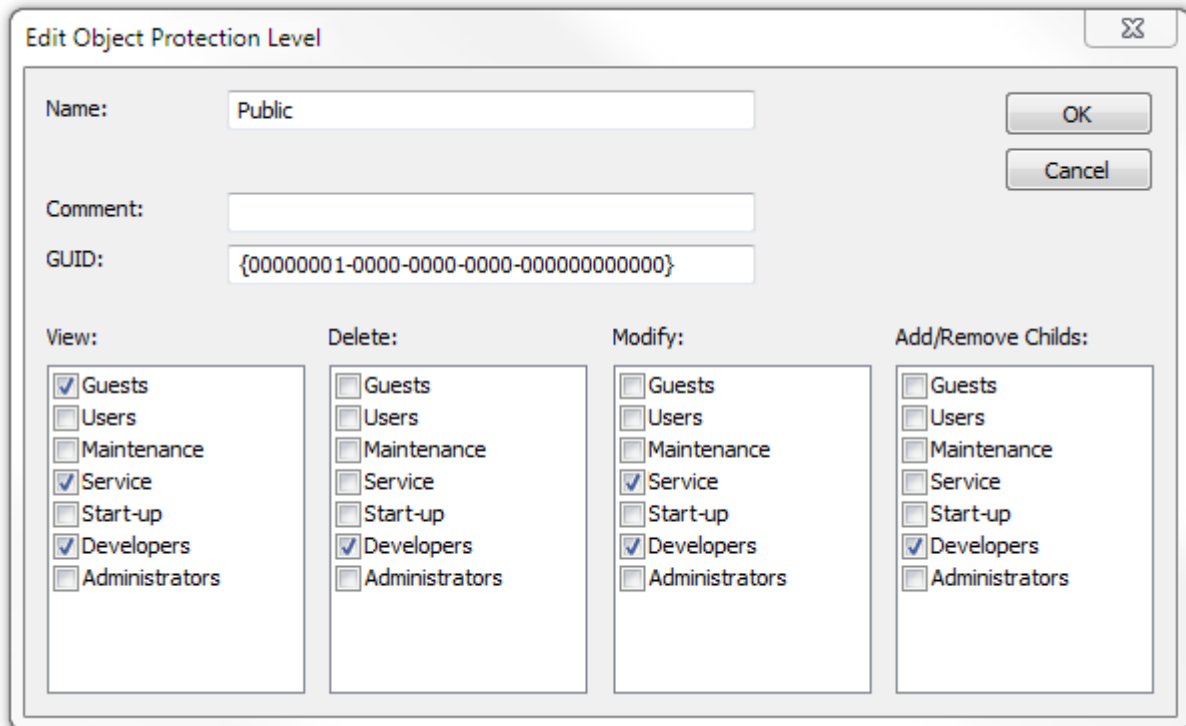 Edit Object Protection Level
Name:
Public
OK
Cancel
Comment:
GUID:
{00000001-0000-0000-0000-000000000000}
View:
Delete:
Modify:
Add/Remove Childs:
Guests
Users
Maintenance
Service
Start-up
Developers
Administrators
Guests
Users
Maintenance
Service
Start-up
Developers
Administrators
Guests
Users
Maintenance
Service
Start-up
Developers
Administrators
Guests
Users
Maintenance
Service
Start-up
Developers
Administrators